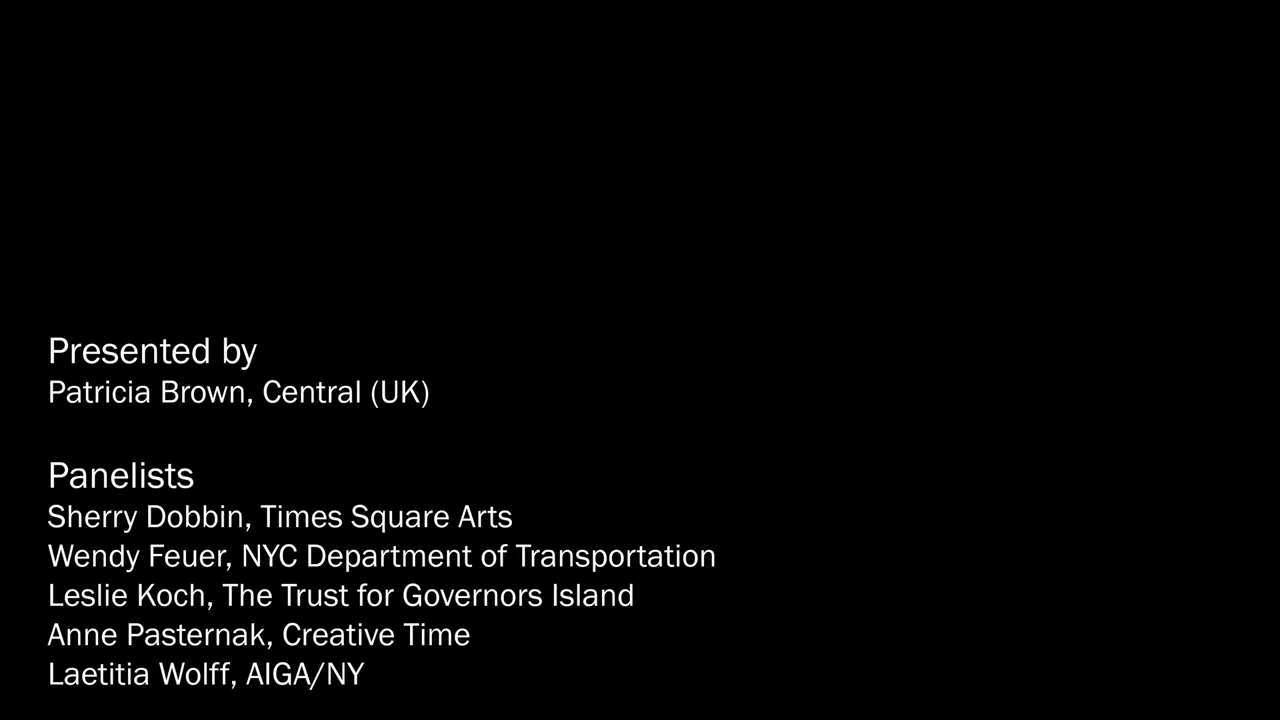 Presented by
Patricia Brown, Central (UK)
Panelists
Sherry Dobbin, Times Square Arts
Wendy Feuer, NYC Department of Transportation
Leslie Koch, The Trust for Governors Island
Anne Pasternak, Creative Time
Laetitia Wolff, AIGA/NY